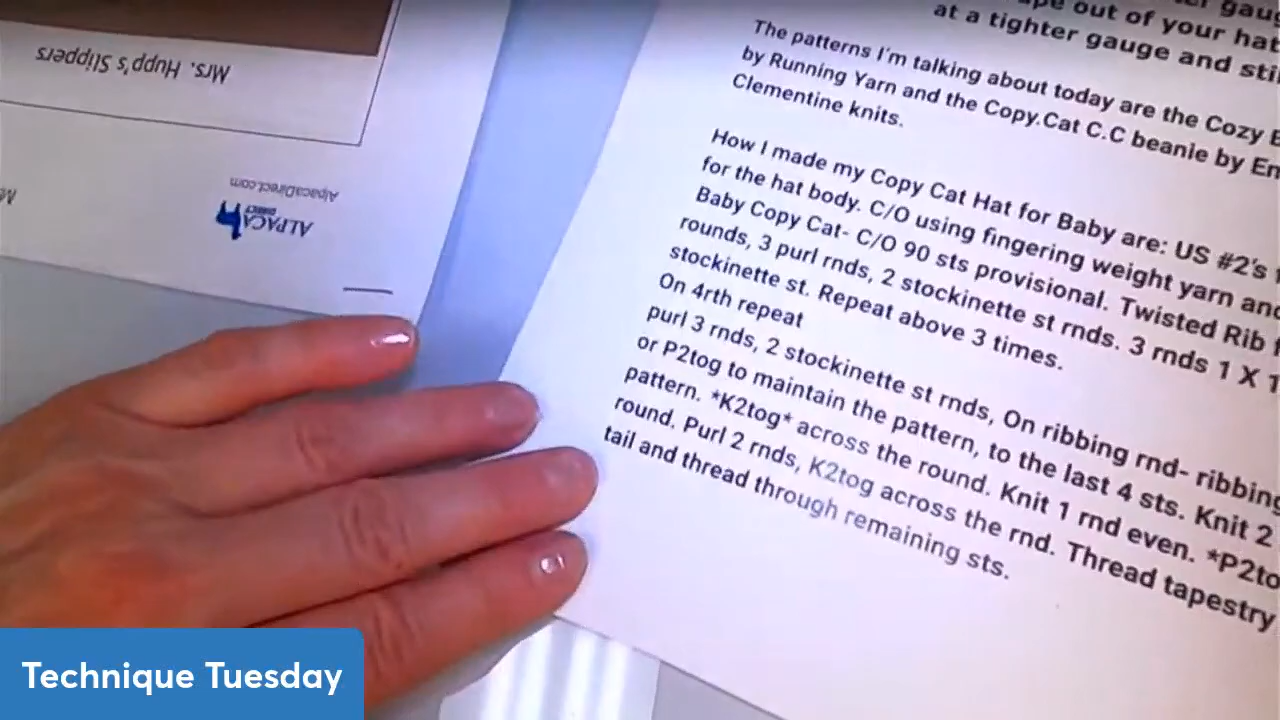 Mrs. Hupp's Slippers
ALPACA
DIRECT
AlpacaDirect.com
out of your hat
at a tighter gauge and
The patterns I'm talking about today are the Cozy
by Running Yarn and the Copy.Cat C.C beanie by
Clementine knits.
How I made my Copy Cat Hat for Baby are: US #2's
for the hat body. C/O using fingering weight yarn and
Baby Copy Cat- C/O 90 sts provisional. Twisted Rib
rounds, 3 purl rnds, 2 stockinette st rnds. 3 rnds 1 X 1
stockinette st. Repeat above 3 times.
On 4rth repeat
purl 3 rnds, 2 stockinette st rnds, On ribbing rnd- ribbing
or P2tog to maintain the pattern, to the last 4 sts. Knit 2
pattern. *K2tog* across the round. Knit 1 rnd even.
round. Purl 2 rnds, K2tog across the rnd. Thread tapestry
tail and thread through remaining sts.
Technique Tuesday